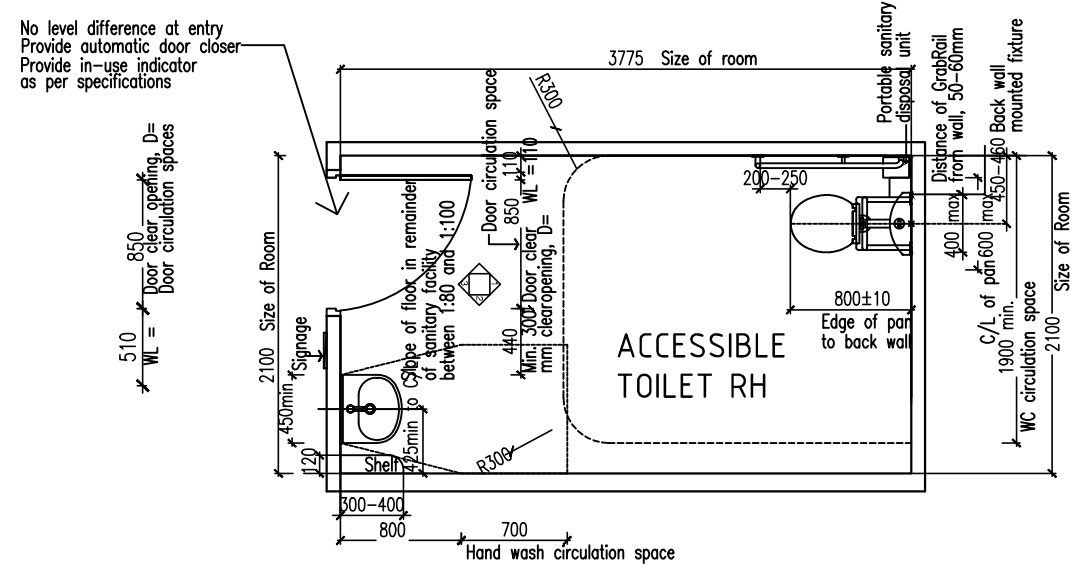 No level difference at entry
Provide automatic door closer
Provide in-use indicator
as per specifications
3775 Size of room
R300
Portable sanitary
disposal unit
Distance of GrabRail
from wall, 50-60mm
450-460 Back wall
mounted fixture
850
Door clear opening, D=
Door circulation spaces
510
WL =
2100 Size of Room
Signage
450min
120
Shelf
425min to C
Slope of floor in remainder
of sanitary facility
between 1:80 and 1:100
Door circulation space
110
WL = 110
850
Door clear
opening, D=
440
Min. 300
mm clear
200-250
400 max
600 max
800±10
Edge of pan
to back wall
C/L of pan
1900 min.
WC circulation space
2100
Size of Room
ACCESSIBLE
TOILET RH
R300
300-400
800
700
Hand wash circulation space